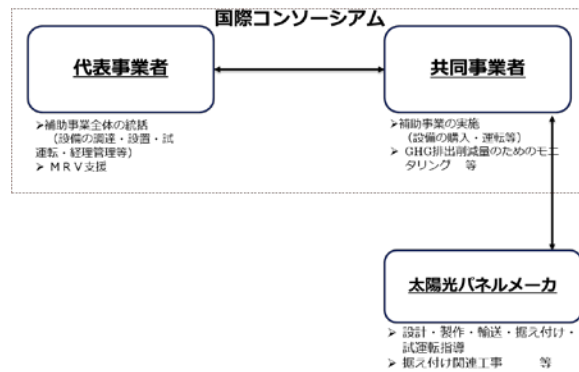 国際コンソーシアム
代表事業者
共同事業者
➢補助事業全体の統括
(設備の調達・設置・試
運転・経理管理等)
➢ MRV支援
➢補助事業の実施
(設備の購入・運転等)
➢ GHG排出削減量のためのモニ
タリング 等
太陽光パネルメーカ
➢ 設計・製作・輸送・据え付け・
試運転指導
➢ 据え付け関連工事 等